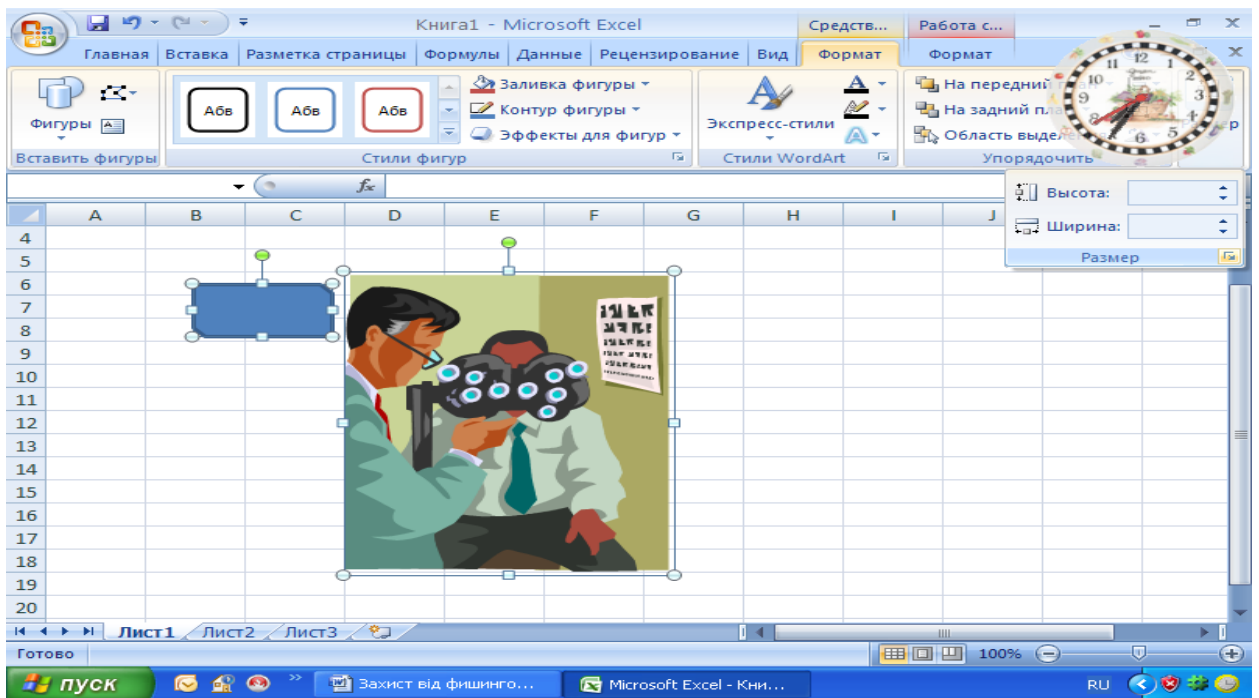 Книга1 - Microsoft Excel
Средств...
Работа с...
Главная
Вставка
Разметка страницы
Формулы
Данные
Рецензирование
Вид
Формат
Формат
Фигуры
Абв
Абв
Абв
Заливка фигуры
Контур фигуры
Эффекты для фигур
Экспресс-стили
На передний
На задний
Область
Вставить фигуры
Стили фигур
Стили WordArt
Упорядочить
Высота:
Ширина:
Размер
fx
A B C D E F G H I J
4
5
6
7
8
9
10
11
12
13
14
15
16
17
18
19
20
Лист1 Лист2 Лист3
Готово
100%
пуск
Захист від фишинго...
Microsoft Excel - Кни...
RU